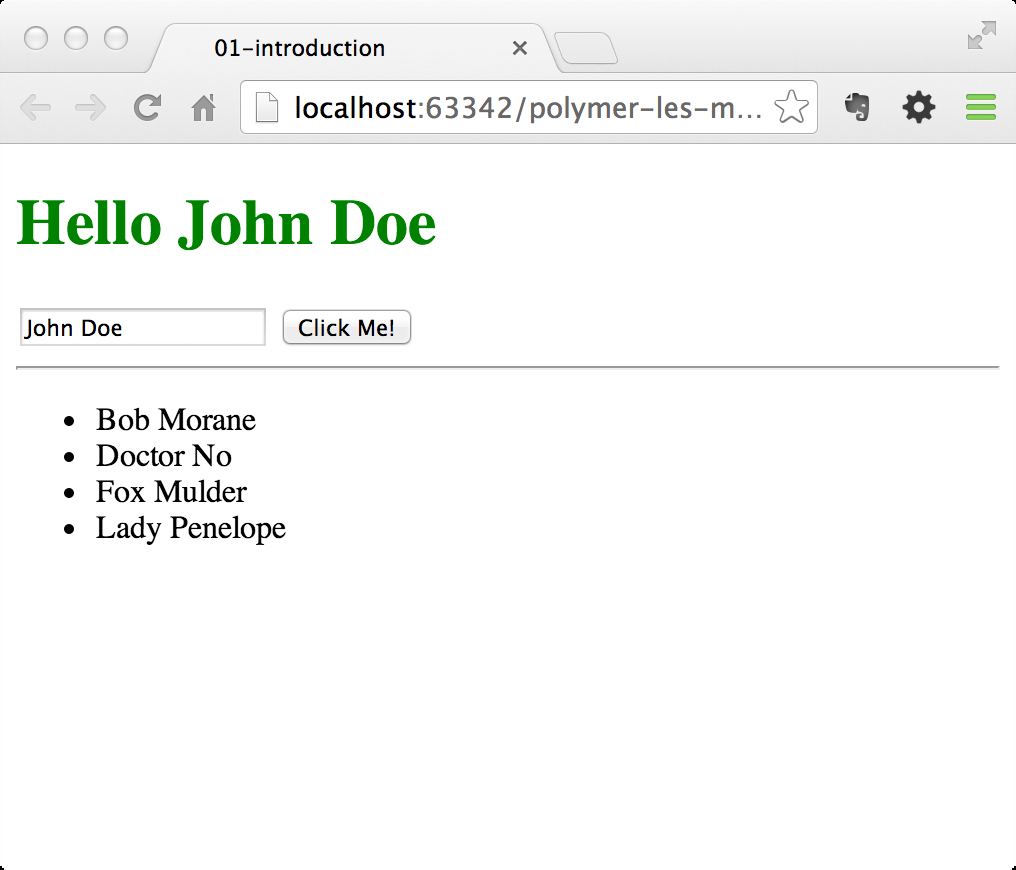 01-introduction
localhost:63342/polymer-les-m...
Hello John Doe
John Doe Click Me!
Bob Morane
Doctor No
Fox Mulder
Lady Penelope